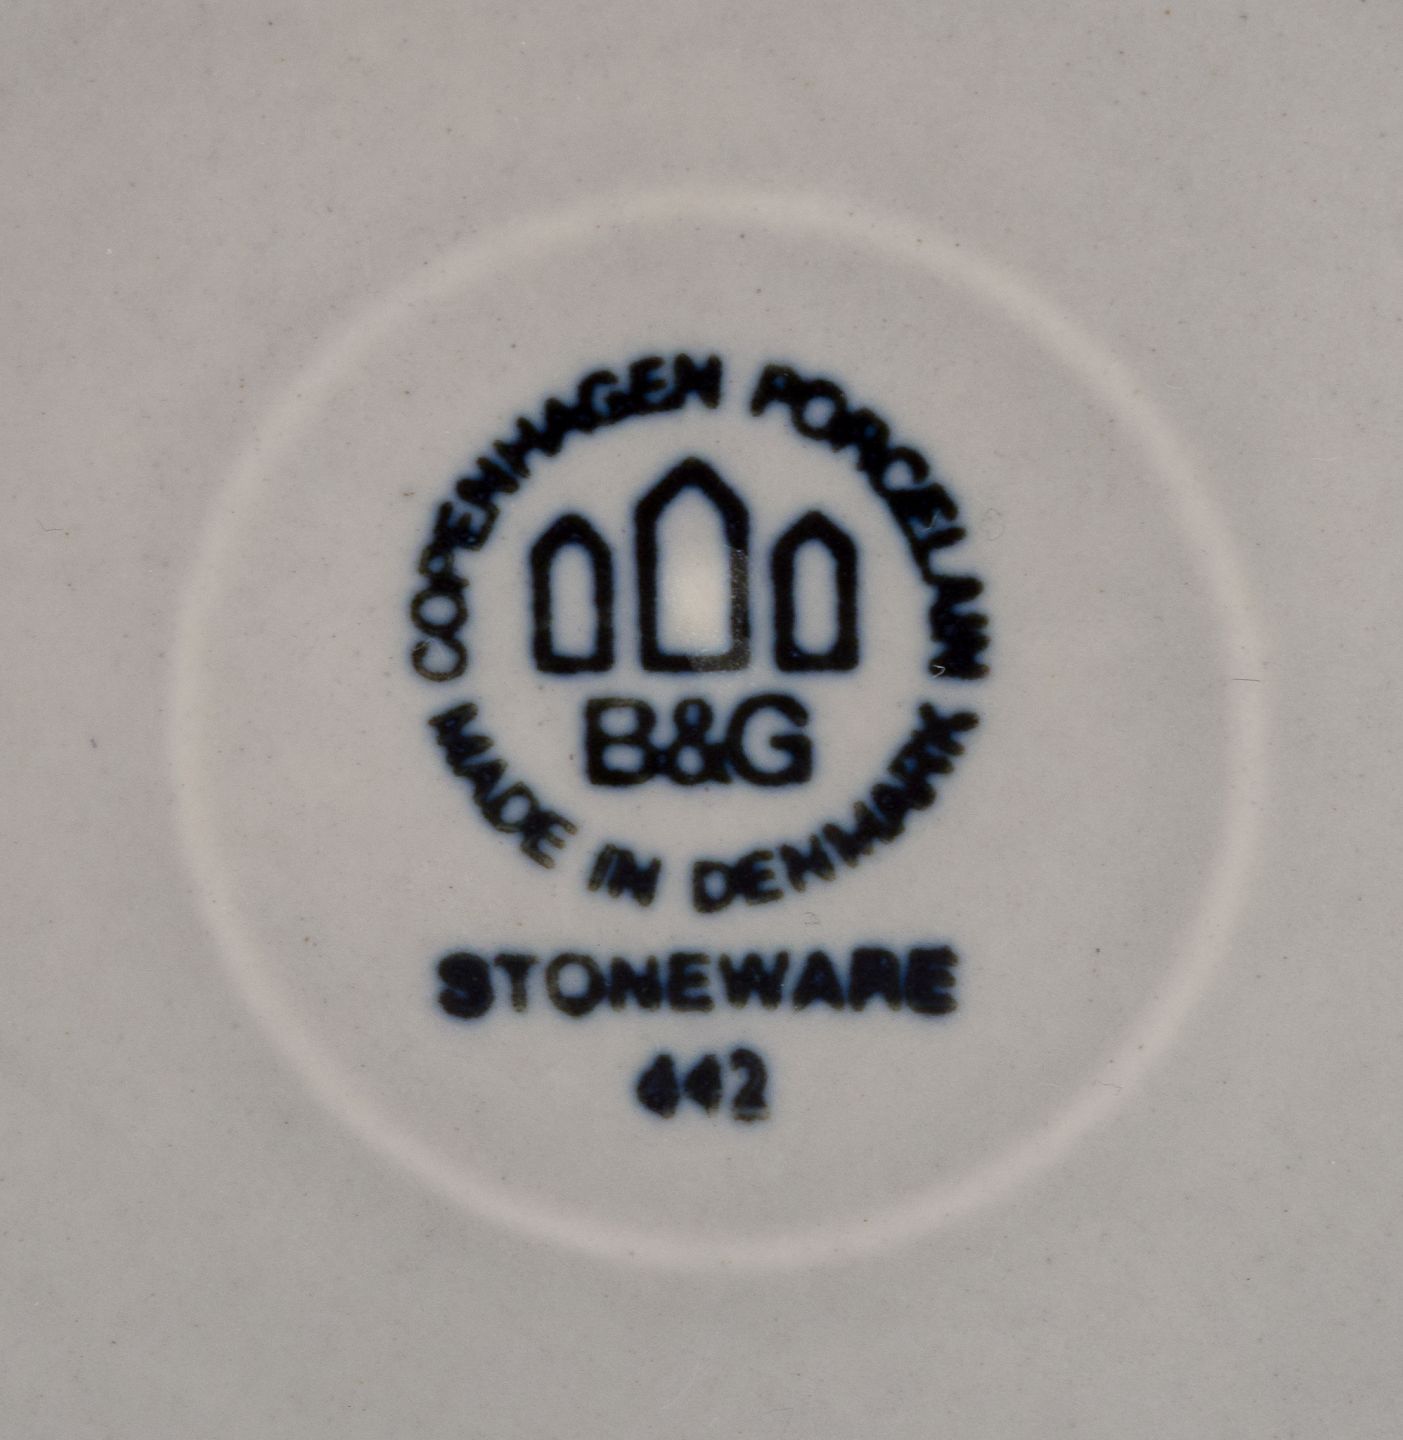 COPENHAGEN PORCELAIN
B&G
MADE IN DENMARK
STONEWARE
442